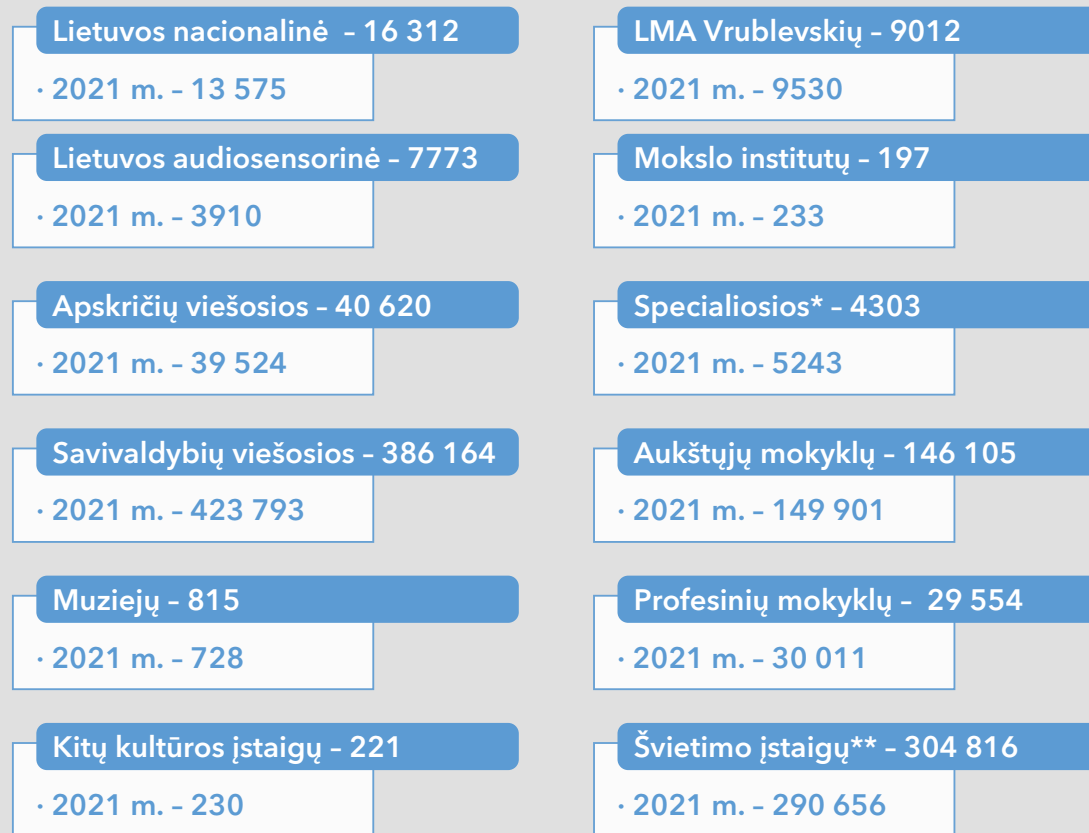 Lietuvos nacionalinė – 16 312
· 2021 m. – 13 575
Lietuvos audiosensorinė – 7773
· 2021 m. – 3910
Apskričių viešosios – 40 620
· 2021 m. – 39 524
Savivaldybių viešosios – 386 164
· 2021 m. – 423 793
Muziejų – 815
· 2021 m. – 728
Kitų kultūros įstaigų – 221
· 2021 m. – 230
LMA Vrublevskių – 9012
· 2021 m. – 9530
Mokslo institutų – 197
· 2021 m. – 233
Specialiosios* – 4303
· 2021 m. – 5243
Aukštųjų mokyklų – 146 105
· 2021 m. – 149 901
Profesinių mokyklų – 29 554
· 2021 m. – 30 011
Švietimo įstaigų** – 304 816
· 2021 m. – 290 656